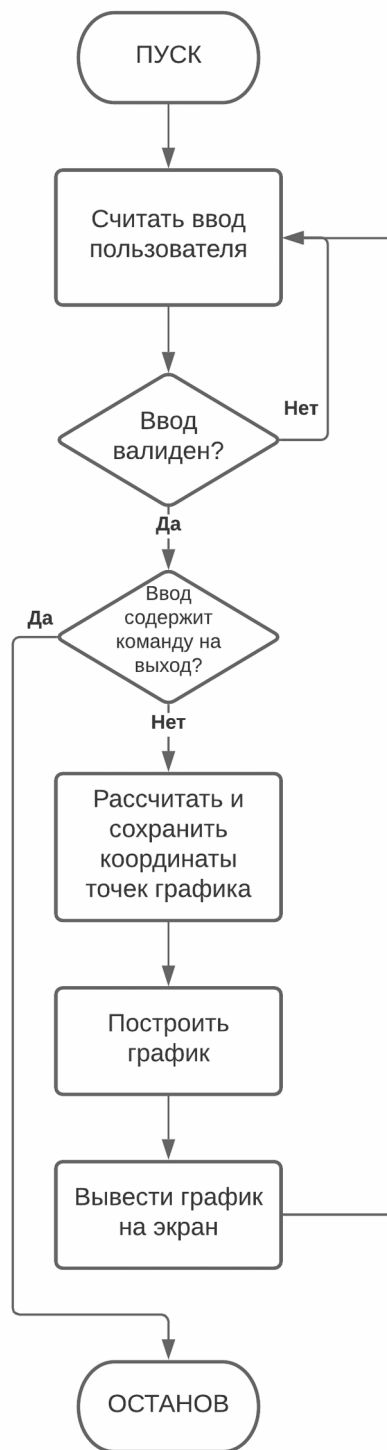 ПУСК
Считать ввод
пользователя
Нет
Ввод
валиден?
Да
Да
Ввод
содержит
команду на
выход?
Нет
Рассчитать и
сохранить
координаты
точек графика
Построить
график
Вывести график
на экран
ОСТАНОВ